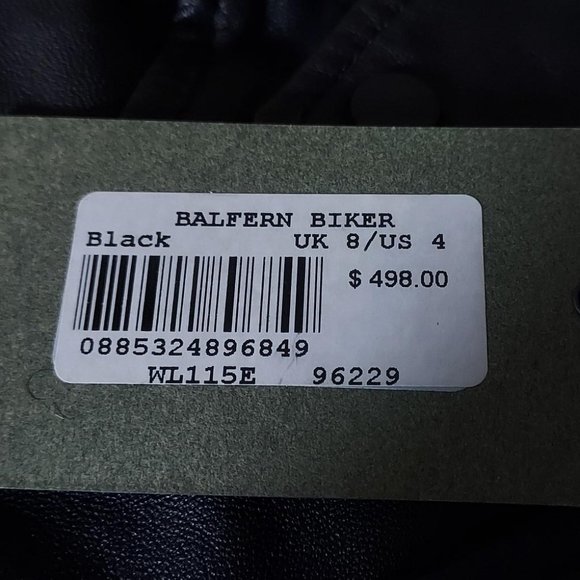 BALFERN BIKER
Black UK 8/US 4
$ 498.00
0885324896849
WL115E 96229